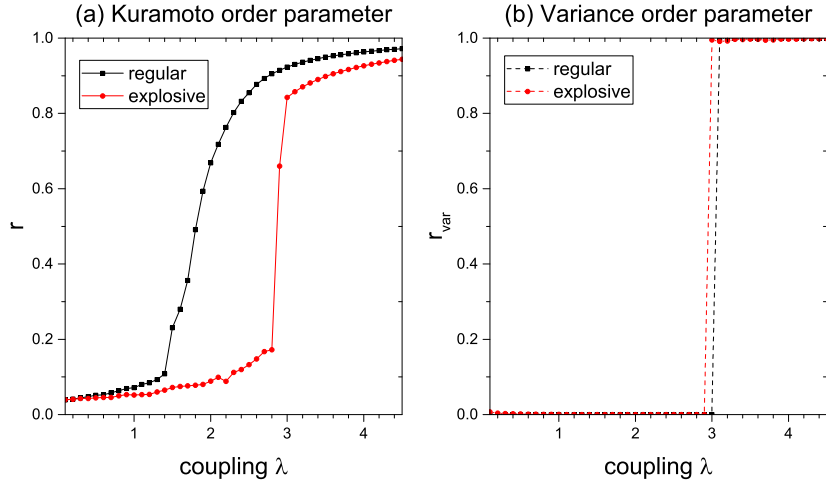 (a) Kuramoto order parameter
1.0
0.8
0.6
0.4
0.2
0.0
r
regular
explosive
1
2
3
4
coupling λ
(b) Variance order parameter
1.0
0.8
0.6
0.4
0.2
0.0
r_var
regular
explosive
1
2
3
4
coupling λ